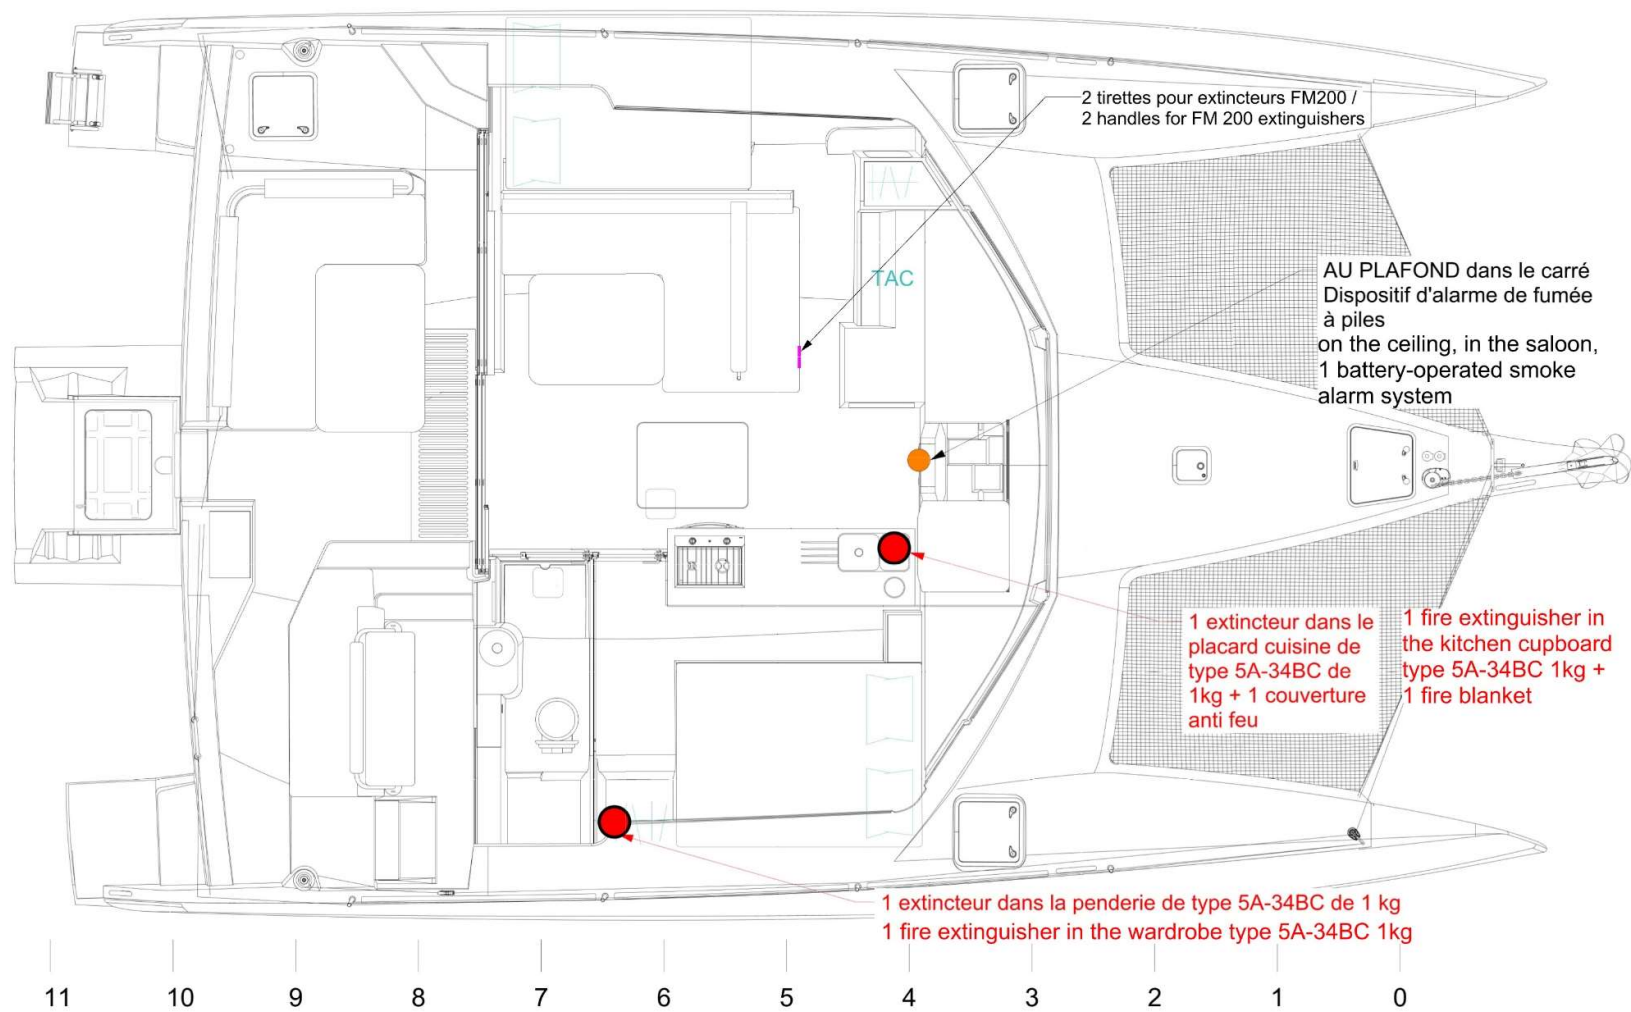 2 tirettes pour extincteurs FM200 /
2 handles for FM 200 extinguishers
TAC
AU PLAFOND dans le carré
Dispositif d'alarme de fumée
à piles
on the ceiling, in the saloon,
1 battery-operated smoke
alarm system
1 extincteur dans le
placard cuisine de
type 5A-34BC de
1kg + 1 couverture
anti feu
1 fire extinguisher in
the kitchen cupboard
type 5A-34BC 1kg +
1 fire blanket
1 extincteur dans la penderie de type 5A-34BC de 1 kg
1 fire extinguisher in the wardrobe type 5A-34BC 1kg
11 10 9 8 7 6 5 4 3 2 1 0